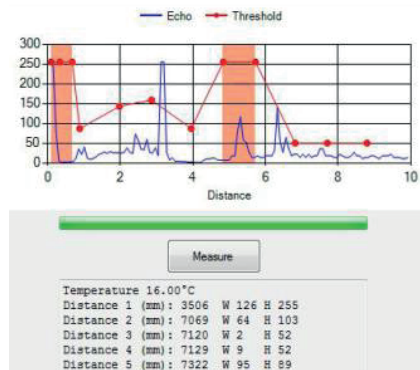 Echo Threshold
300
250
200
150
100
50
0
0 2 4 6 8 10
Distance
Measure
Temperature 16.00°C
Distance 1 (mm): 3506 W 126 H 255
Distance 2 (mm): 7069 W 64 H 103
Distance 3 (mm): 7120 W 2 H 52
Distance 4 (mm): 7129 W 9 H 52
Distance 5 (mm): 7322 W 95 H 89